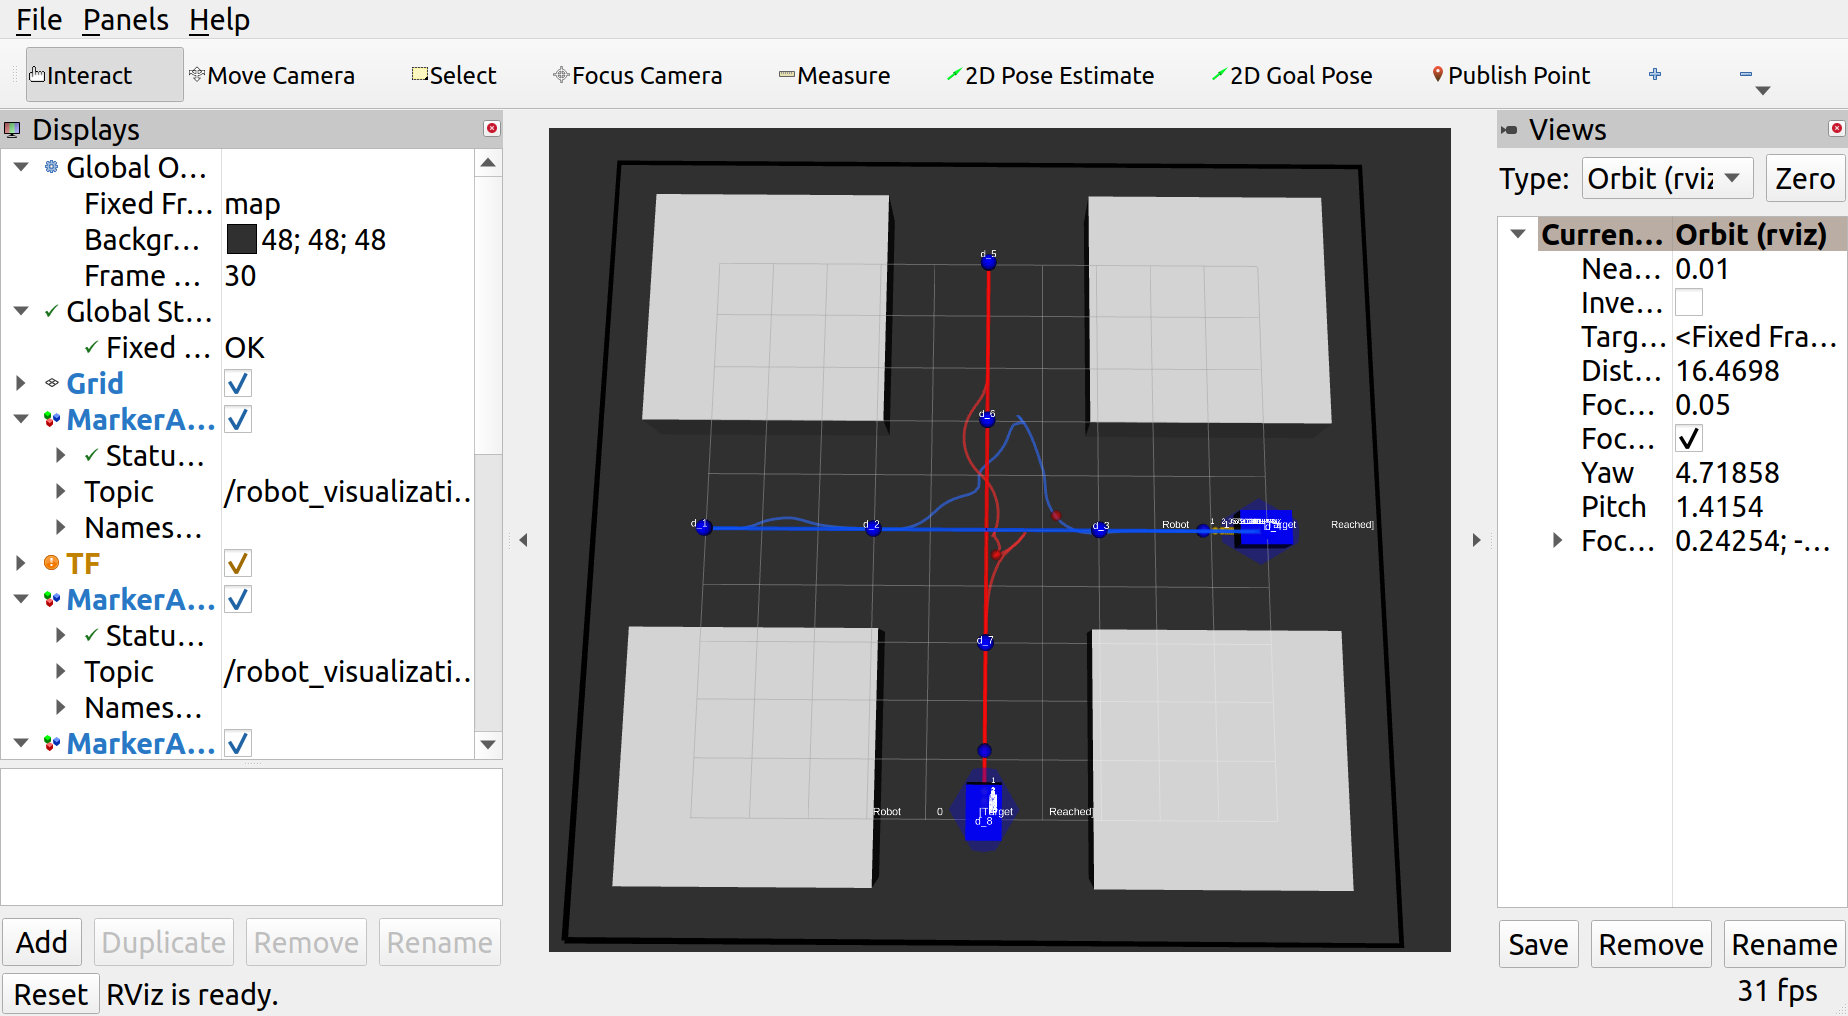 File Panels Help
Interact Move Camera Select Focus Camera Measure 2D Pose Estimate 2D Goal Pose Publish Point
Displays
Global O...
Fixed Fr... map
Backgr... 48; 48; 48
Frame ... 30
Global St...
Fixed ... OK
Grid
MarkerA...
Statu...
Topic /robot_visualizati...
Names...
TF
MarkerA...
Statu...
Topic /robot_visualizati...
Names...
MarkerA...
Add Duplicate Remove Rename
Reset RViz is ready.
d_5
d_6
d_1 d_2 d_3 Robot 1 Reached]
d_7
1
Robot 0 [Target Reached]
d_8
Views
Type: Orbit (rviz Zero
Curren... Orbit (rviz)
Nea... 0.01
Inve...
Targ... <Fixed Fra...
Dist... 16.4698
Foc... 0.05
Foc...
Yaw 4.71858
Pitch 1.4154
Foc... 0.24254; -...
Save Remove Rename
31 fps